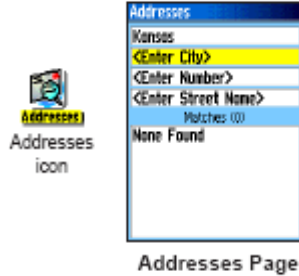 Addresses
Kansas
<Enter City>
<Enter Number>
<Enter Street Name>
Matches (0)
None Found
Addresses
Addresses
icon
Addresses Page